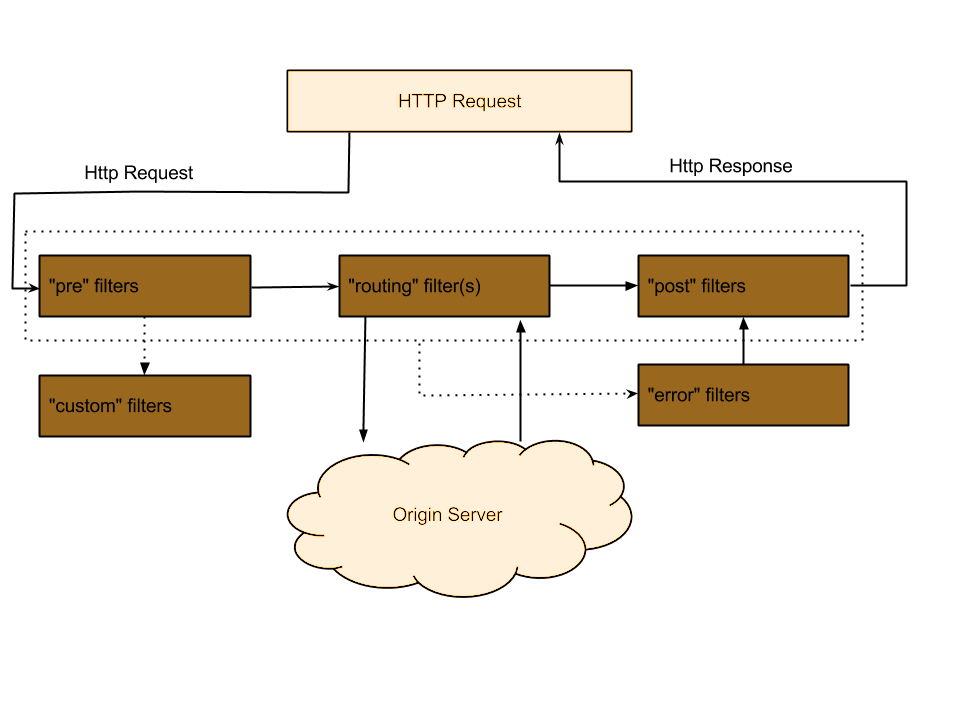 HTTP Request
Http Request
Http Response
"pre" filters
"routing" filter(s)
"post" filters
"custom" filters
"error" filters
Origin Server